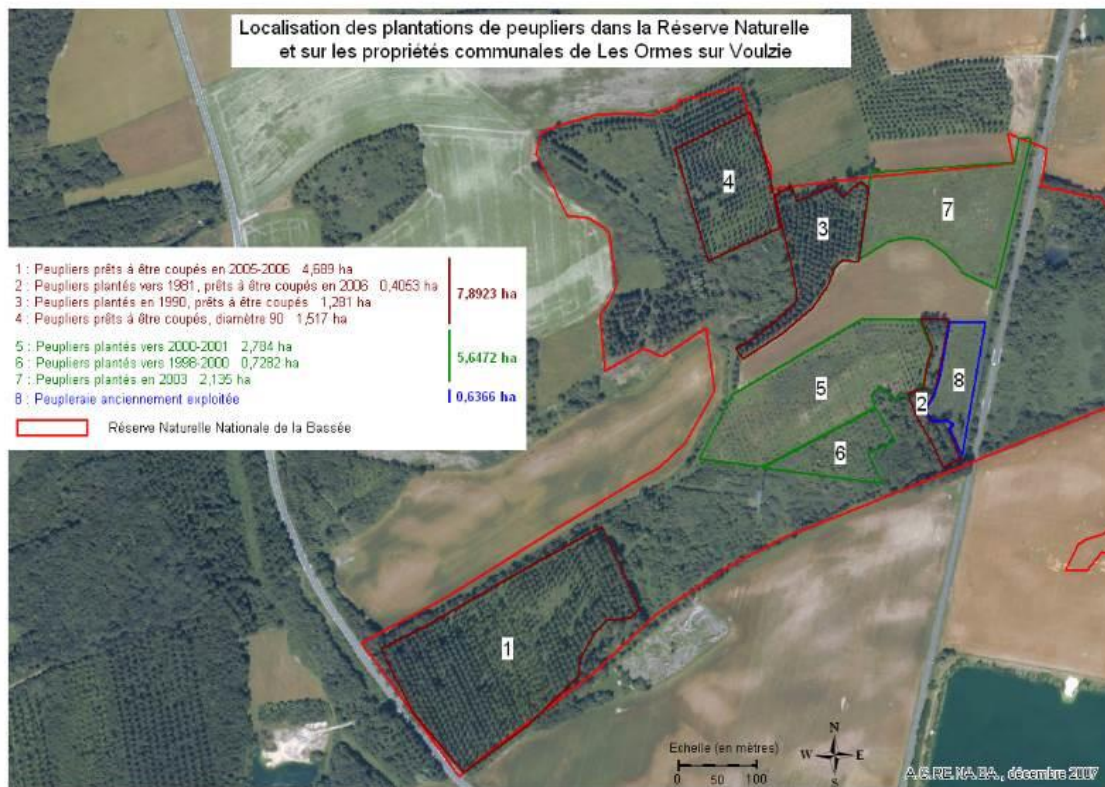 Localisation des plantations de peupliers dans la Réserve Naturelle
et sur les propriétés communales de Les Ormes sur Voulzie
1 : Peupliers prêts à être coupés en 2005-2006 4,689 ha
2 : Peupliers plantés vers 1981, prêts à être coupés en 2006 0,4053 ha
3 : Peupliers plantés en 1990, prêts à être coupés 1,281 ha
4 : Peupliers prêts à être coupés, diamètre 90 1,517 ha
7,8923 ha
5 : Peupliers plantés vers 2000-2001 2,784 ha
6 : Peupliers plantés vers 1998-2000 0,7282 ha
7 : Peupliers plantés en 2003 2,135 ha
5,6472 ha
8 : Peupleraie anciennement exploitée
0,6366 ha
Réserve Naturelle Nationale de la Bassée
4
3
7
5
2
8
6
1
Echelle (en mètres)
0 50 100
N
W E
S
A.G.RE.NA.BA., décembre 2007